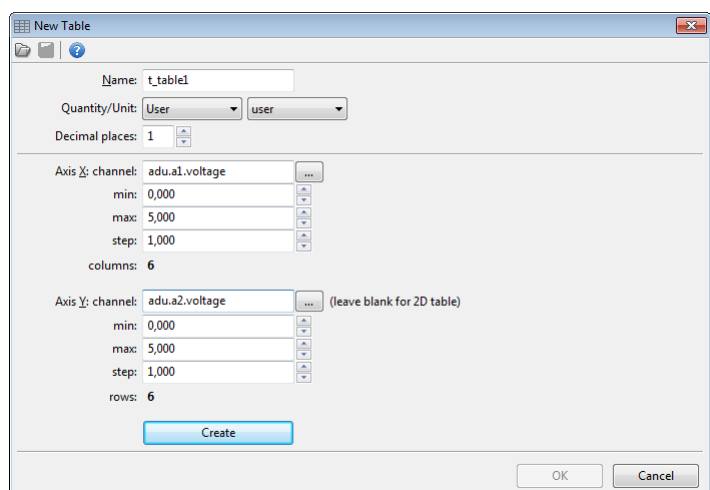 New Table
Name: t_table1
Quantity/Unit: User user
Decimal places: 1
Axis X: channel: adu.a1.voltage ...
min: 0,000
max: 5,000
step: 1,000
columns: 6
Axis Y: channel: adu.a2.voltage ... (leave blank for 2D table)
min: 0,000
max: 5,000
step: 1,000
rows: 6
Create
OK Cancel